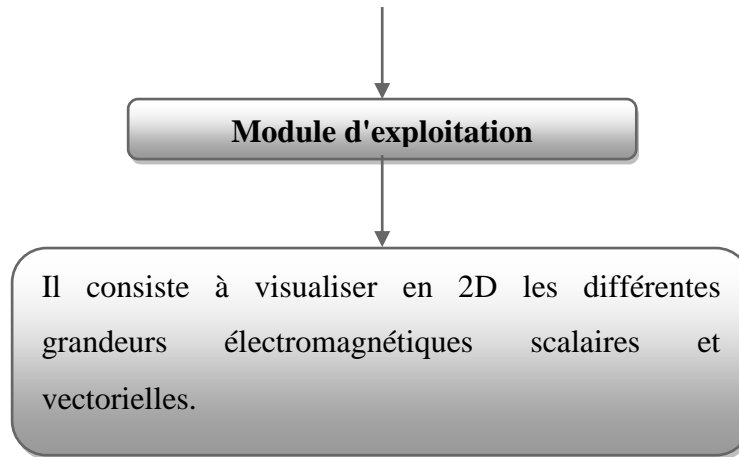 Module d'exploitation
Il consiste à visualiser en 2D les différentes
grandeurs électromagnétiques scalaires et
vectorielles.